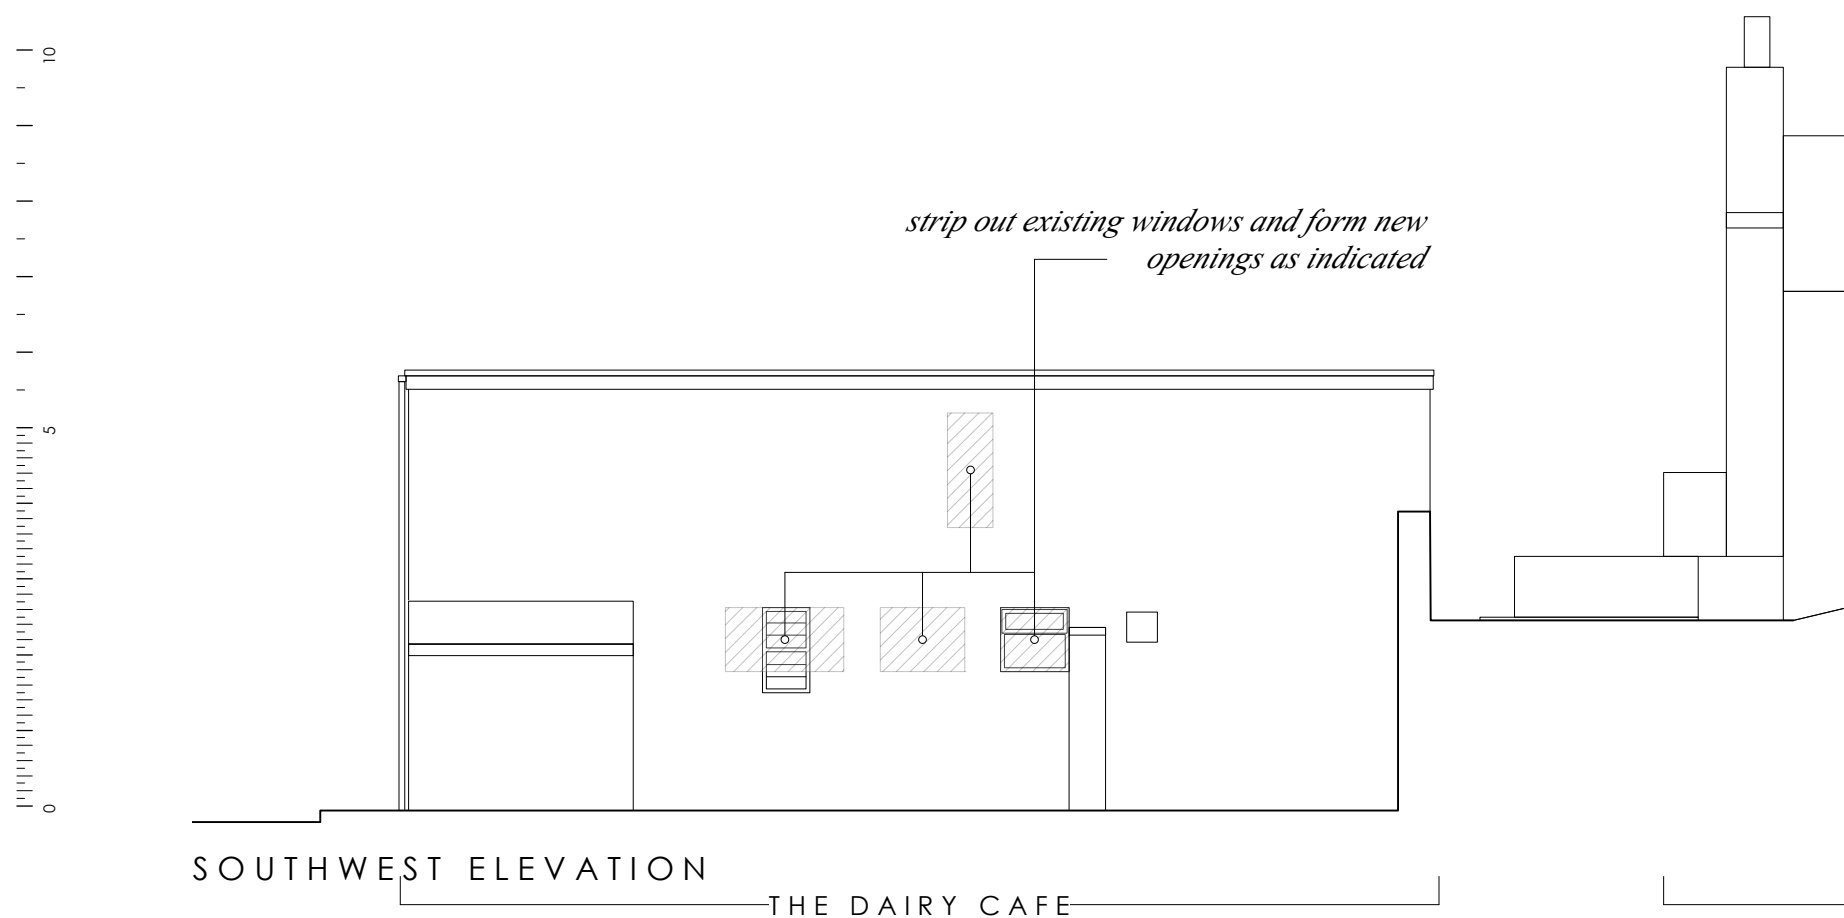 10
strip out existing windows and form new
openings as indicated
5
0
SOUTHWEST ELEVATION
THE DAIRY CAFE